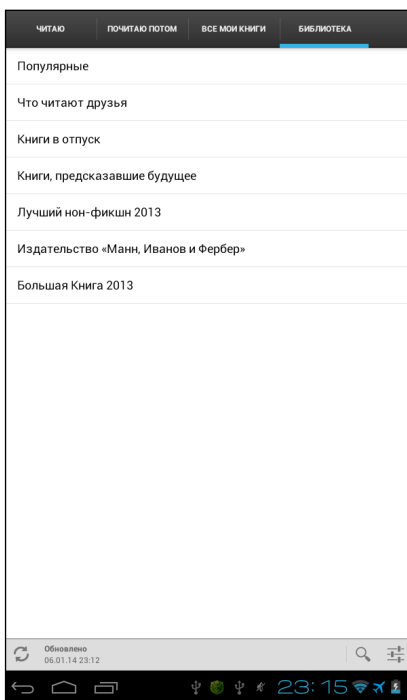 ЧИТАЮ ПОЧИТАЮ ПОТОМ ВСЕ МОИ КНИГИ БИБЛИОТЕКА
Популярные
Что читают друзья
Книги в отпуск
Книги, предсказавшие будущее
Лучший нон-фикшн 2013
Издательство «Манн, Иванов и Фербер»
Большая Книга 2013
Обновлено
06.01.14 23:12
23:15